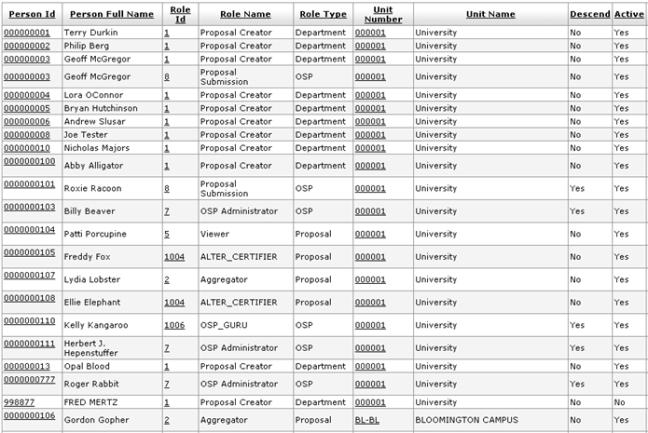 Person Id Person Full Name Role Id Role Name Role Type Unit Number Unit Name Descend Active
000000001 Terry Durkin 1 Proposal Creator Department 000001 University No Yes
000000002 Philip Berg 1 Proposal Creator Department 000001 University No Yes
000000003 Geoff McGregor 1 Proposal Creator Department 000001 University No Yes
000000003 Geoff McGregor 8 Proposal Submission OSP 000001 University No Yes
000000004 Lora OConnor 1 Proposal Creator Department 000001 University No Yes
000000005 Bryan Hutchinson 1 Proposal Creator Department 000001 University No Yes
000000006 Andrew Slusar 1 Proposal Creator Department 000001 University No Yes
000000008 Joe Tester 1 Proposal Creator Department 000001 University No Yes
000000010 Nicholas Majors 1 Proposal Creator Department 000001 University No Yes
0000000100 Abby Alligator 1 Proposal Creator Department 000001 University No Yes
0000000101 Roxie Racoon 8 Proposal Submission OSP 000001 University Yes Yes
0000000103 Billy Beaver 7 OSP Administrator OSP 000001 University Yes Yes
0000000104 Patti Porcupine 5 Viewer Proposal 000001 University No Yes
0000000105 Freddy Fox 1004 ALTER_CERTIFIER Proposal 000001 University No Yes
0000000107 Lydia Lobster 2 Aggregator Proposal 000001 University No Yes
0000000108 Ellie Elephant 1004 ALTER_CERTIFIER Proposal 000001 University No Yes
0000000110 Kelly Kangaroo 1006 OSP_GURU OSP 000001 University Yes Yes
0000000111 Herbert J. Hepenstuffer 7 OSP Administrator OSP 000001 University Yes Yes
000000013 Opal Blood 1 Proposal Creator Department 000001 University No Yes
0000000777 Roger Rabbit 7 OSP Administrator OSP 000001 University Yes Yes
998877 FRED MERTZ 1 Proposal Creator Department 000001 University No No
0000000106 Gordon Gopher 2 Aggregator Proposal BL-BL BLOOMINGTON CAMPUS No Yes